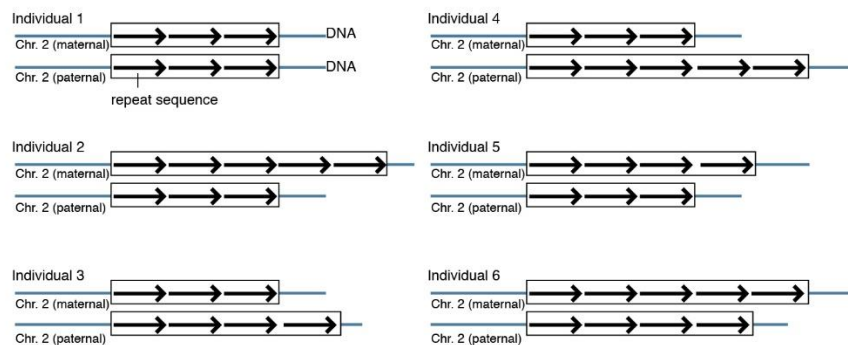 Individual 1
Chr. 2 (maternal)
DNA
Chr. 2 (paternal)
DNA
repeat sequence
Individual 2
Chr. 2 (maternal)
Chr. 2 (paternal)
Individual 3
Chr. 2 (maternal)
Chr. 2 (paternal)
Individual 4
Chr. 2 (maternal)
Chr. 2 (paternal)
Individual 5
Chr. 2 (maternal)
Chr. 2 (paternal)
Individual 6
Chr. 2 (maternal)
Chr. 2 (paternal)